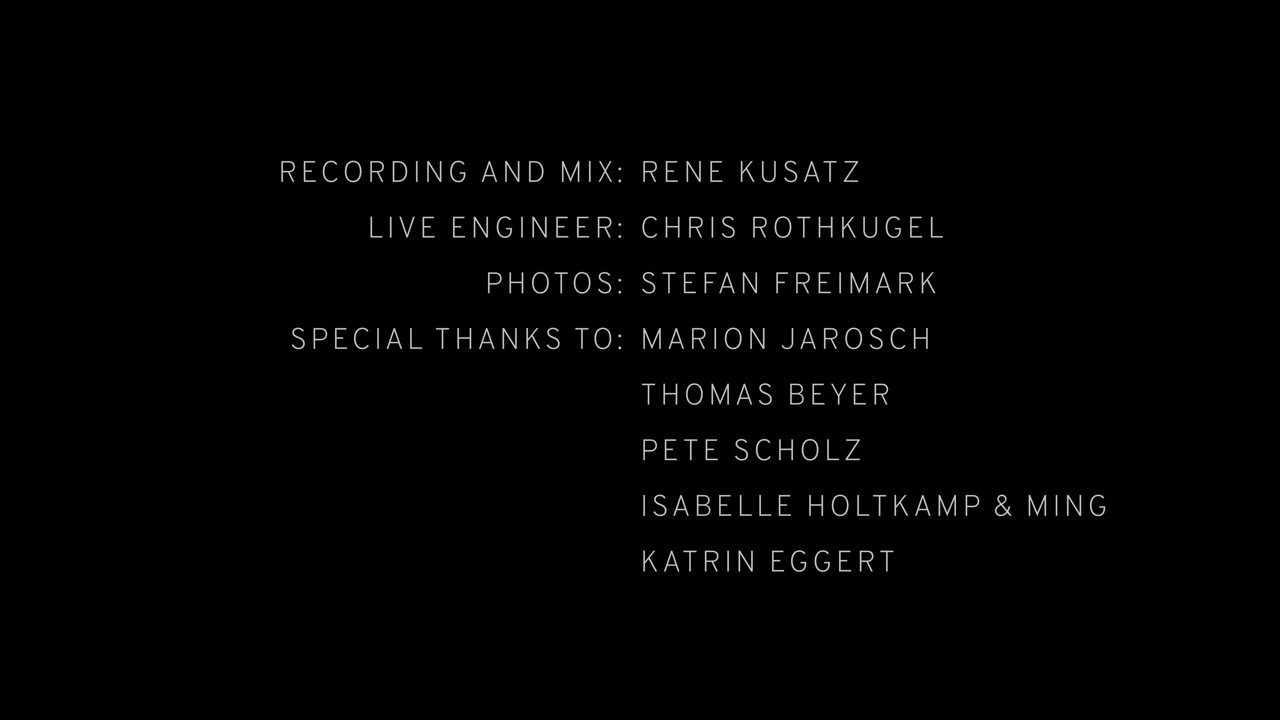 RECORDING AND MIX: RENE KUSATZ
LIVE ENGINEER: CHRIS ROTHKUGEL
PHOTOS: STEFAN FREIMARK
SPECIAL THANKS TO: MARION JAROSCH
THOMAS BEYER
PETE SCHOLZ
ISABELLE HOLTKAMP & MING
KATRIN EGGERT